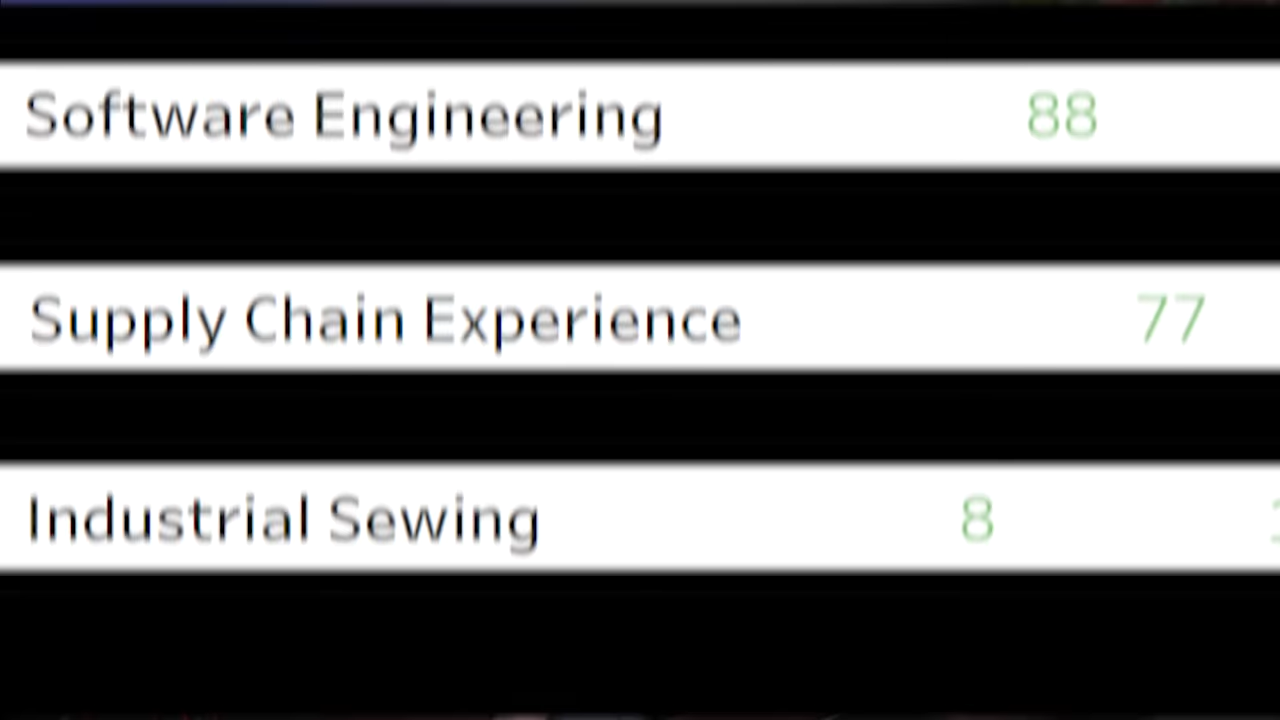 Software Engineering 88
Supply Chain Experience 77
Industrial Sewing 8